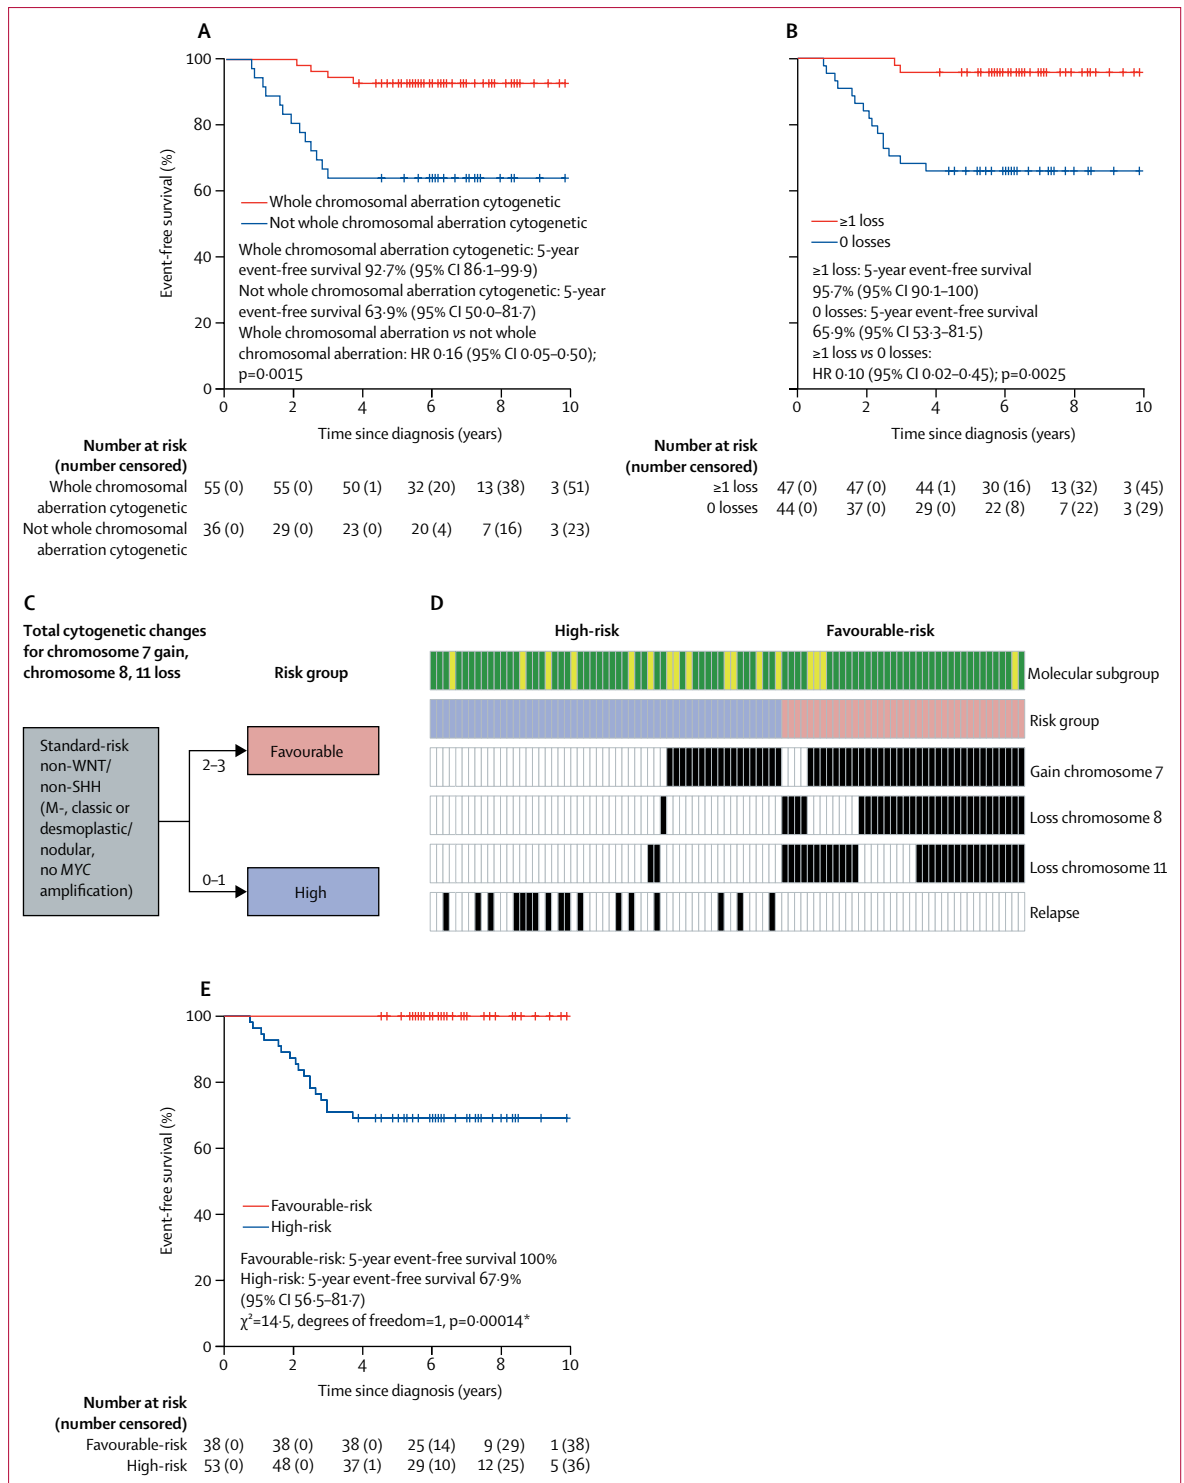 A
100
80
60
40
20
0
Event-free survival (%)
Whole chromosomal aberration cytogenetic
Not whole chromosomal aberration cytogenetic
Whole chromosomal aberration cytogenetic: 5-year
event-free survival 92·7% (95% CI 86·1–99·9)
Not whole chromosomal aberration cytogenetic: 5-year
event-free survival 63·9% (95% CI 50·0–81·7)
Whole chromosomal aberration vs not whole
chromosomal aberration: HR 0·16 (95% CI 0·05–0·50);
p=0·0015
0 2 4 6 8 10
Time since diagnosis (years)
Number at risk
(number censored)
Whole chromosomal 55 (0) 55 (0) 50 (1) 32 (20) 13 (38) 3 (51)
aberration cytogenetic
Not whole chromosomal 36 (0) 29 (0) 23 (0) 20 (4) 7 (16) 3 (23)
aberration cytogenetic
B
≥1 loss
0 losses
≥1 loss: 5-year event-free survival
95·7% (95% CI 90·1–100)
0 losses: 5-year event-free survival
65·9% (95% CI 53·3–81·5)
≥1 loss vs 0 losses:
HR 0·10 (95% CI 0·02–0·45); p=0·0025
0 2 4 6 8 10
Time since diagnosis (years)
Number at risk
(number censored)
≥1 loss 47 (0) 47 (0) 44 (1) 30 (16) 13 (32) 3 (45)
0 losses 44 (0) 37 (0) 29 (0) 22 (8) 7 (22) 3 (29)
C
Total cytogenetic changes
for chromosome 7 gain,
chromosome 8, 11 loss
Risk group
Standard-risk
non-WNT/
non-SHH
(M-, classic or
desmoplastic/
nodular,
no MYC
amplification)
2–3
Favourable
0–1
High
D
High-risk Favourable-risk
Molecular subgroup
Risk group
Gain chromosome 7
Loss chromosome 8
Loss chromosome 11
Relapse
E
100
80
60
40
20
0
Event-free survival (%)
Favourable-risk
High-risk
Favourable-risk: 5-year event-free survival 100%
High-risk: 5-year event-free survival 67·9%
(95% CI 56·5–81·7)
χ²=14·5, degrees of freedom=1, p=0·00014*
0 2 4 6 8 10
Time since diagnosis (years)
Number at risk
(number censored)
Favourable-risk 38 (0) 38 (0) 38 (0) 25 (14) 9 (29) 1 (38)
High-risk 53 (0) 48 (0) 37 (1) 29 (10) 12 (25) 5 (36)